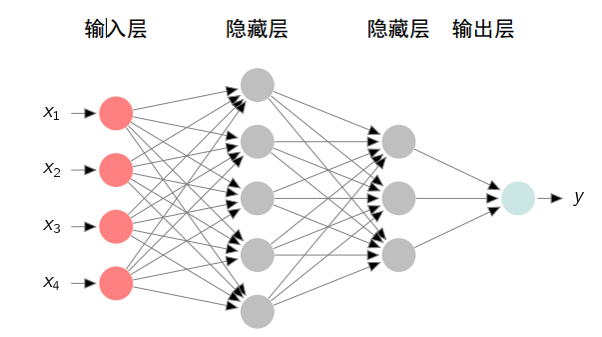 输入层 隐藏层 隐藏层 输出层
x₁
x₂
x₃
x₄
y